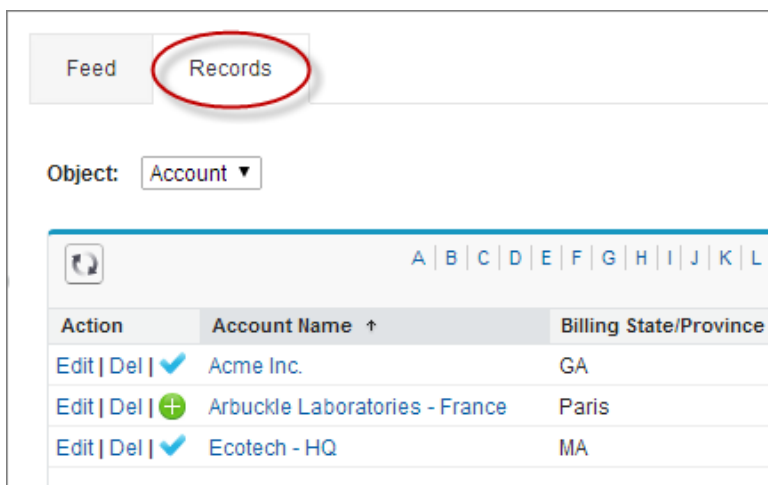 Feed Records
Object: Account ▼
A | B | C | D | E | F | G | H | I | J | K | L
Action Account Name ↑ Billing State/Province
Edit | Del | Acme Inc. GA
Edit | Del | Arbuckle Laboratories - France Paris
Edit | Del | Ecotech - HQ MA